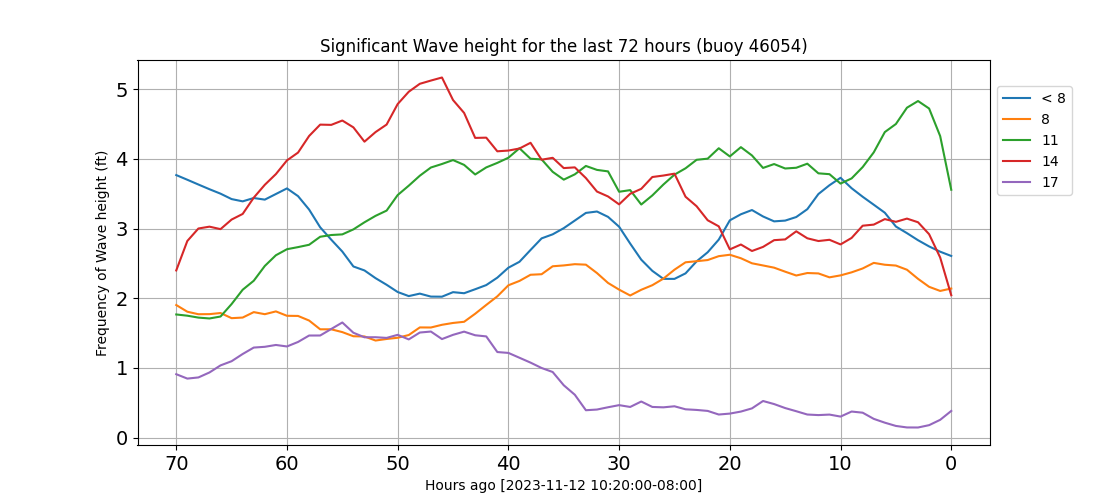 Significant Wave height for the last 72 hours (buoy 46054)
Frequency of Wave height (ft)
5
4
3
2
1
0
70 60 50 40 30 20 10 0
Hours ago [2023-11-12 10:20:00-08:00]
< 8
8
11
14
17